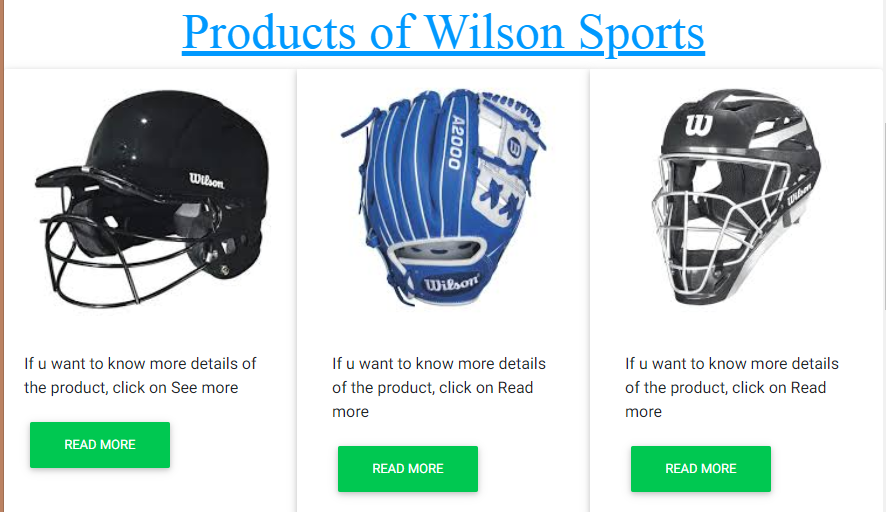 Products of Wilson Sports
Wilson
A2000
W
Wilson
W
Wilson
If u want to know more details of
the product, click on See more
READ MORE
If u want to know more details
of the product, click on Read
more
READ MORE
If u want to know more details
of the product, click on Read
more
READ MORE